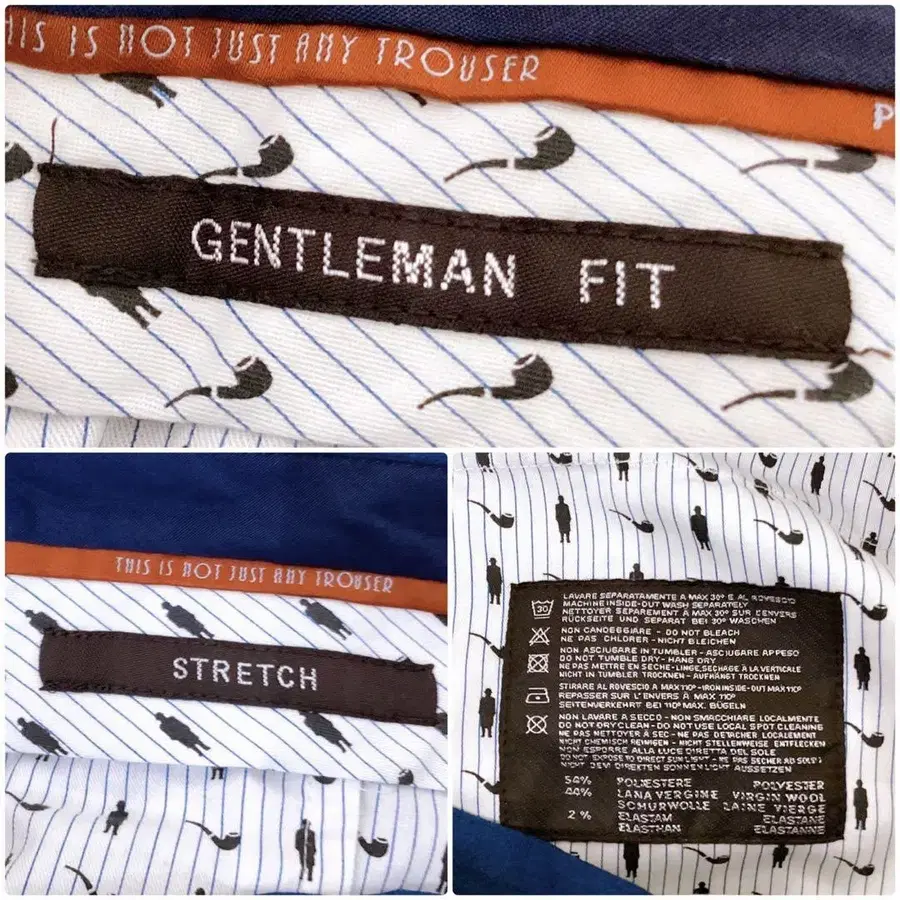 THIS IS NOT JUST ANY TROUSER
P
GENTLEMAN FIT
THIS IS NOT JUST ANY TROUSER
STRETCH
LAVARE SEPARATAMENTE A MAX 30° E AL ROVESCIO
MACHINE INSIDE-OUT WASH SEPARATELY
NETTOYER SEPAREMENT A MAX 30° SUR L'ENVERS
RÜCKSEITE UND SEPARAT BEI 30° WASCHEN
30
NON CANDEGGIARE - DO NOT BLEACH
NE PAS CHLORER - NICHT BLEICHEN
NON ASCIUGARE IN TUMBLER - ASCIUGARE APPESO
DO NOT TUMBLE DRY - HANG DRY
NE PAS METTRE EN SÈCHE-LINGE, SECHAGE À LA VERTICALE
NICHT IN TUMBLER TROCKNEN - AUFHÄNGT TROCKNEN
STIRARE AL ROVESCIO A MAX 110° - IRON INSIDE-OUT MAX 110°
REPASSER SUR L'ENVERS À MAX 110°
SEITENVERKEHRT BEI 110° MAX. BÜGELN
NON LAVARE A SECCO - NON SMACCHIARE LOCALMENTE
DO NOT DRY CLEAN - DO NOT USE LOCAL SPOT CLEANING
NE PAS NETTOYER À SEC - NE PAS DETACHER LOCALEMENT
NICHT CHEMISCH REINIGEN - NICHT STELLENWEISE ENTFLECKEN
NON ESPORRE ALLA LUCE DIRETTA DEL SOLE
DO NOT EXPOSE TO DIRECT SUN LIGHT - NE PAS SECHER AU SOLEIL
NICHT DEM DIREKTEN SONNENLICHT AUSSETZEN
54% POLIESTERE POLYESTER
44% LANA VERGINE VIRGIN WOOL
SCHURWOLLE LAINE VIERGE
2% ELASTAM ELASTANE
ELASTHAN ELASTANNE